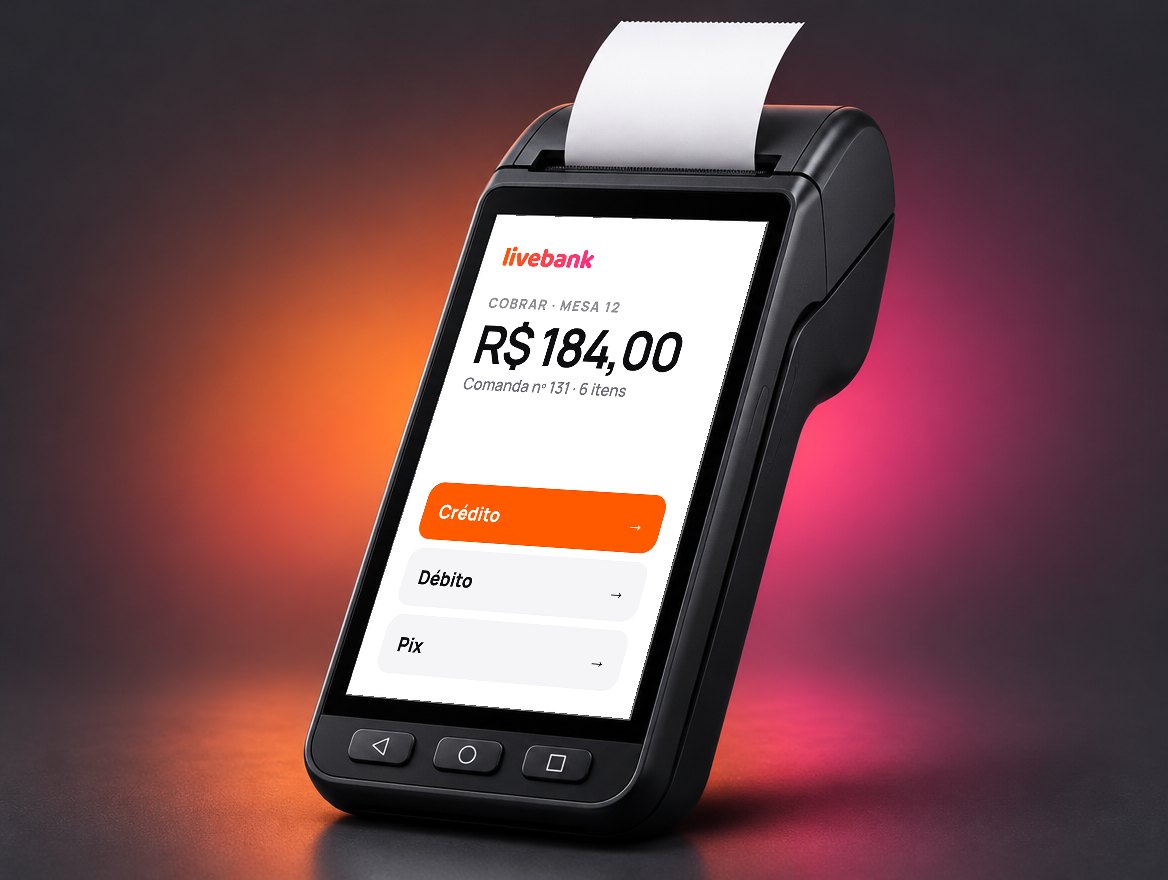 livebank
COBRAR · MESA 12
R$ 184,00
Comanda nº 131 · 6 itens
Crédito →
Débito →
Pix →